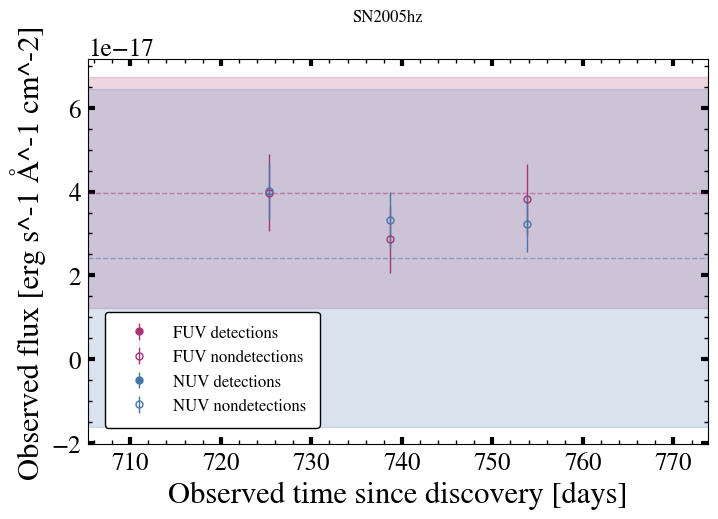 SN2005hz
1e−17
6
4
2
0
−2
Observed flux [erg s^-1 Å^-1 cm^-2]
FUV detections
FUV nondetections
NUV detections
NUV nondetections
710 720 730 740 750 760 770
Observed time since discovery [days]